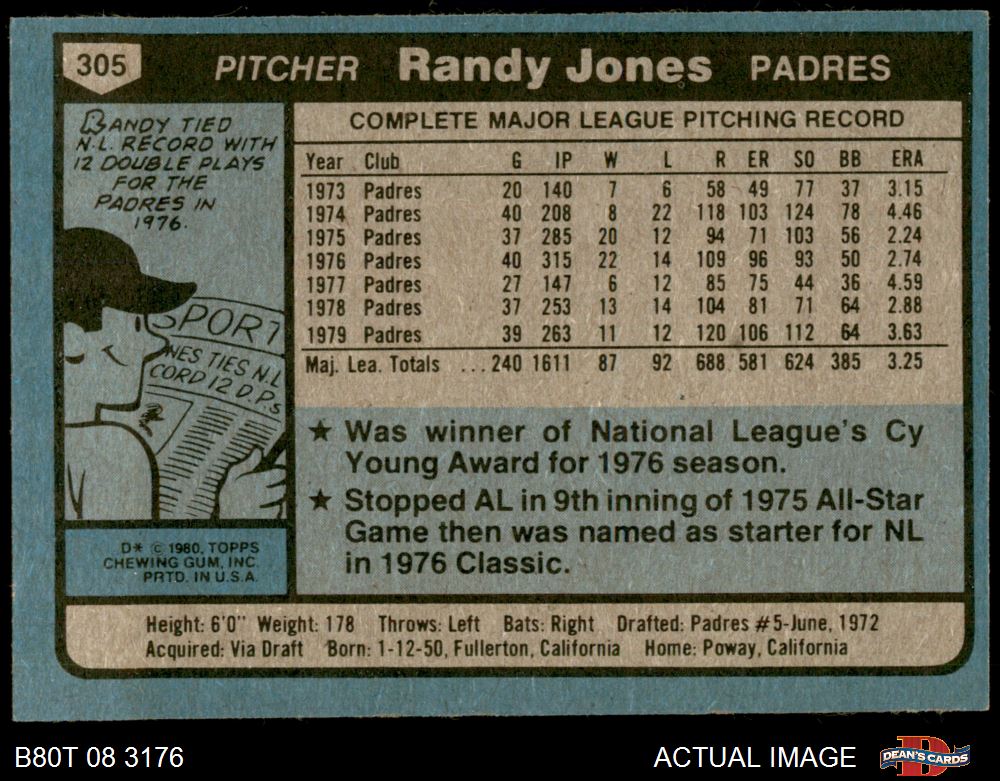 305 PITCHER Randy Jones PADRES
RANDY TIED
N.L. RECORD WITH
12 DOUBLE PLAYS
FOR THE
PADRES IN
1976.
SPORT
NES TIES N.L
CORD 12 D.Ps
D* © 1980, TOPPS
CHEWING GUM, INC.
PRTD. IN U.S.A.
COMPLETE MAJOR LEAGUE PITCHING RECORD
Year Club G IP W L R ER SO BB ERA
1973 Padres 20 140 7 6 58 49 77 37 3.15
1974 Padres 40 208 8 22 118 103 124 78 4.46
1975 Padres 37 285 20 12 94 71 103 56 2.24
1976 Padres 40 315 22 14 109 96 93 50 2.74
1977 Padres 27 147 6 12 85 75 44 36 4.59
1978 Padres 37 253 13 14 104 81 71 64 2.88
1979 Padres 39 263 11 12 120 106 112 64 3.63
Maj. Lea. Totals ...240 1611 87 92 688 581 624 385 3.25
★ Was winner of National League's Cy
Young Award for 1976 season.
★ Stopped AL in 9th inning of 1975 All-Star
Game then was named as starter for NL
in 1976 Classic.
Height: 6'0" Weight: 178 Throws: Left Bats: Right Drafted: Padres #5-June, 1972
Acquired: Via Draft Born: 1-12-50, Fullerton, California Home: Poway, California
B80T 08 3176 ACTUAL IMAGE DEAN'S CARDS